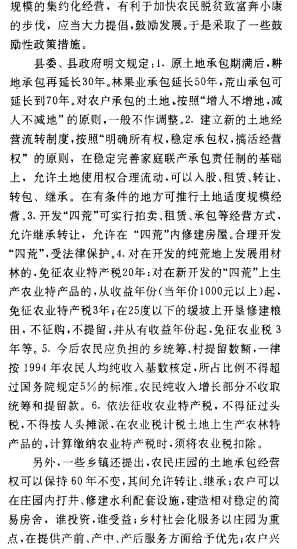 规模的集约化经营，有利于加快农民脱贫致富奔小康
的步伐，应当大力提倡，鼓励发展。于是采取了一些鼓
励性政策措施。
县委、县政府明文规定：1．原土地承包期满后，耕
地承包再延长30年。林果业承包延长50年，荒山承包可
延长到70年。对农户承包的土地，按照“增人不增地，减
人不减地”的原则，一般不作调整。2．建立新的土地经
营流转制度，按照“明确所有权，稳定承包权，搞活经营
权”的原则，在稳定完善家庭联产承包责任制的基础
上，允许土地使用权合理流动，可以入股、租赁、转让、
转包、继承。在有条件的地方可推行土地适度规模经
营。3．开发“四荒”可实行拍卖、租赁、承包等经营方式，
允许继承转让，允许在“四荒”内修建房屋。合理开发
“四荒”，受法律保护。4．对在开发的纯荒地上发展用材
林的，免征农业特产税20年；对在新开发的“四荒”上生
产农业特产品的，从收益年份（当年价1000元以上）起，
免征农业特产税3年；在25度以下的缓坡上开垦修建粮
田，不征购，不提留，并从有收益年份起，免征农业税3
年等。5．今后农民应负担的乡统筹、村提留数额，一律
按1994年农民人均纯收入基数核定，所占比例不得超
过国务院规定5%的标准。农民纯收入增长部分不收取
统筹和提留款。6．依法征收农业特产税，不得征过头
税，不得按人头摊派，在农业税计税土地上生产农林特
产品的，计算缴纳农业特产税时，须将农业税扣除。
另外，一些乡镇还提出，农民庄园的土地承包经营
权可以保持60年不变，其间允许转让、继承；农户可以
在庄园内打井、修建水利配套设施，建造相对稳定的简
易房舍，谁投资，谁受益；乡村社会化服务以庄园为重
点，在提供产前、产中、产后服务方面给予优先；农户兴